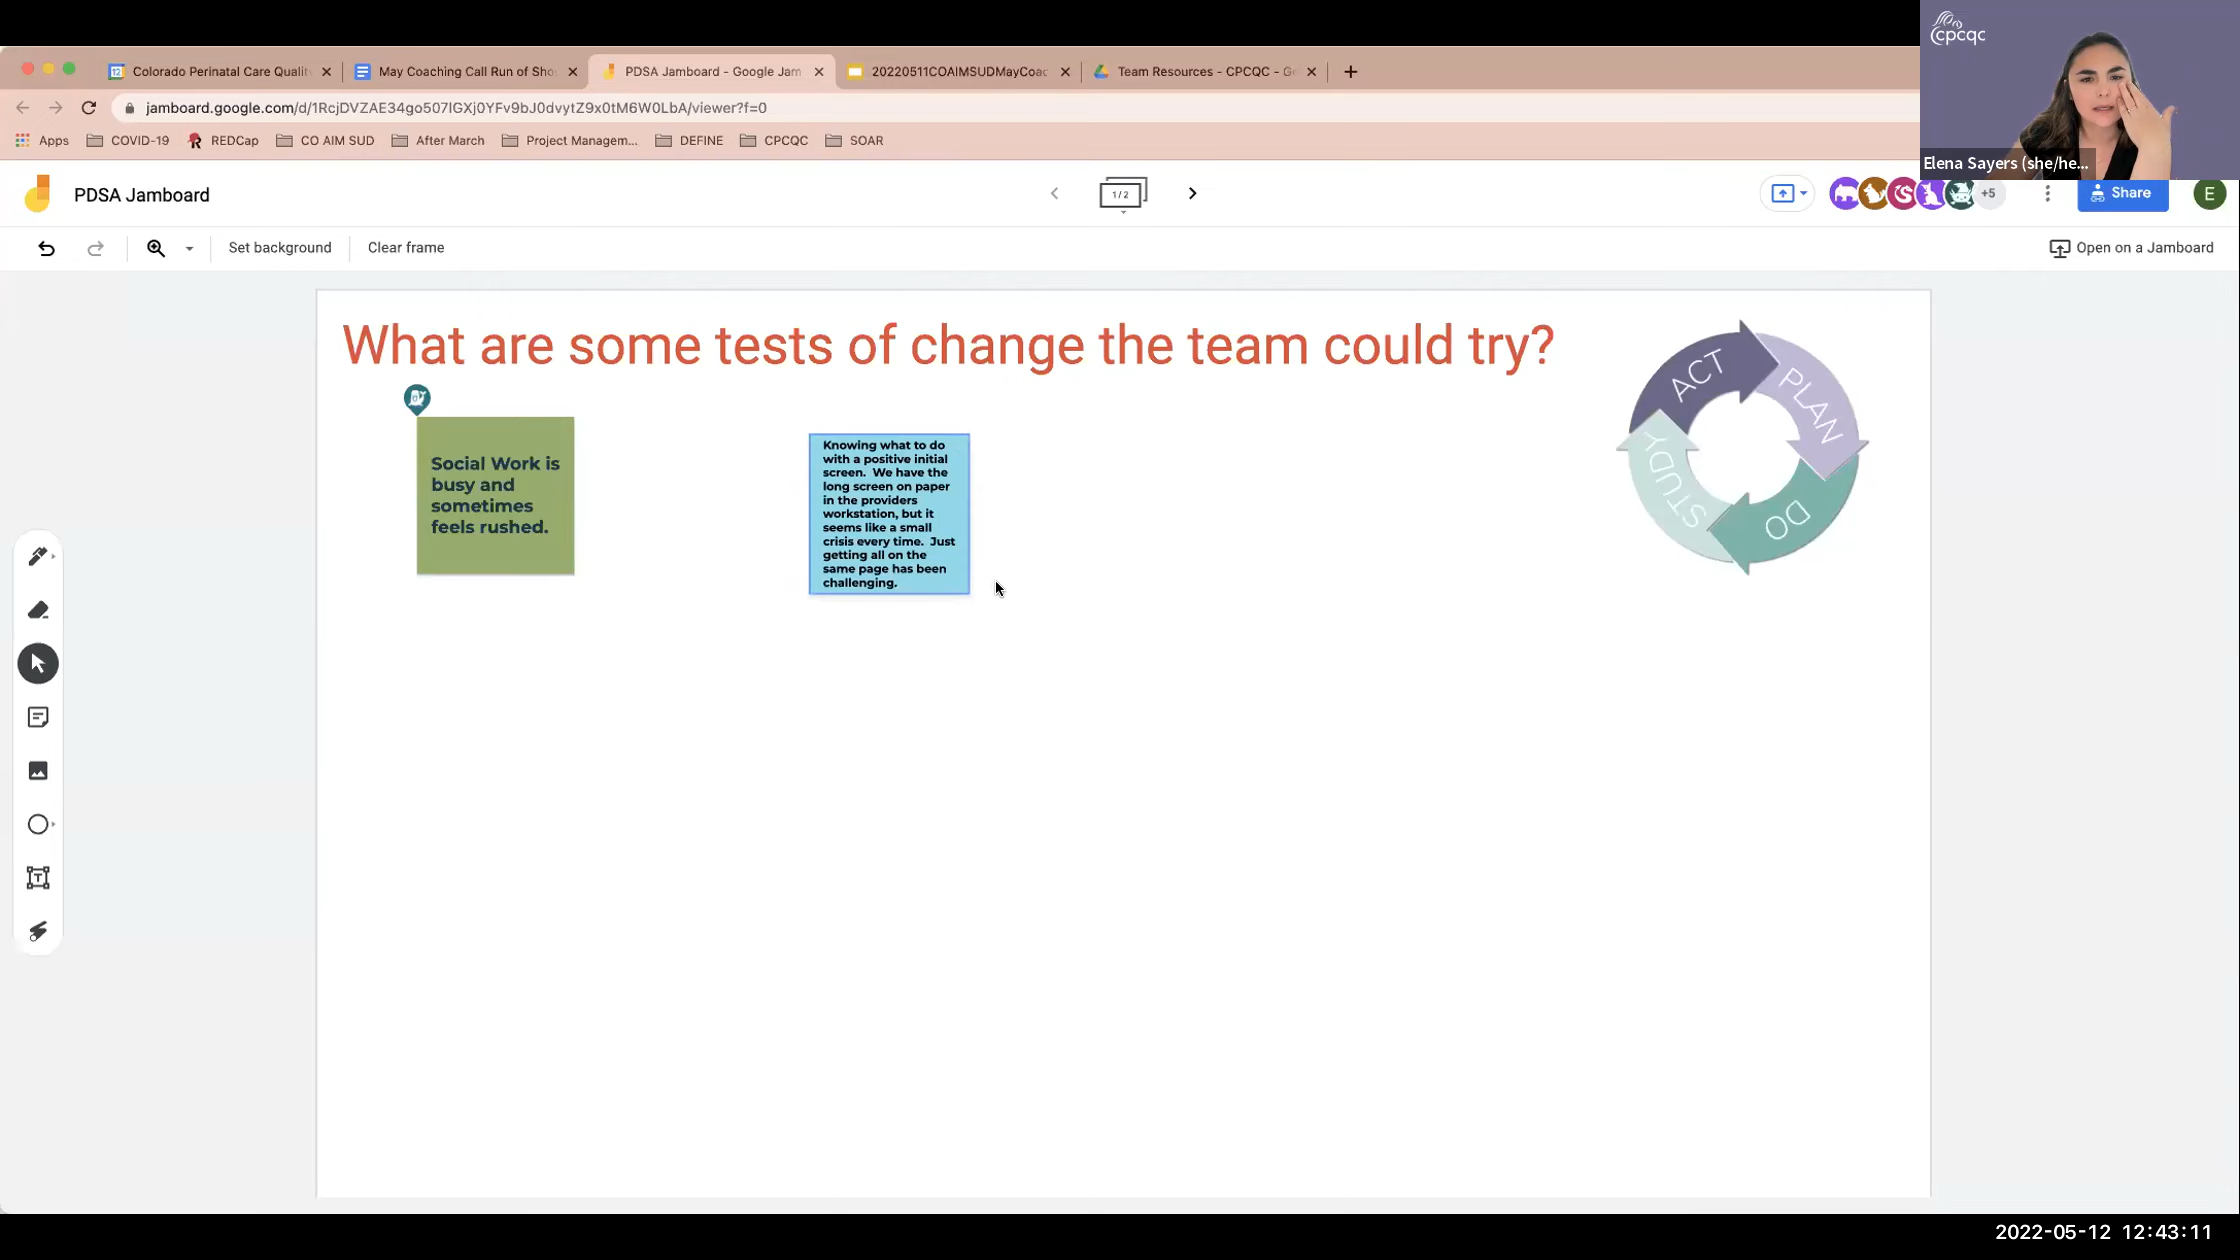 cpcqc
Elena Sayers (she/he...
Colorado Perinatal Care Qualit
May Coaching Call Run of Sho
PDSA Jamboard - Google Jam
20220511COAIMSUDMayCoac
Team Resources - CPCQC - Go
jamboard.google.com/d/1RcjDVZAE34go507IGXj0YFv9bJ0dvytZ9x0tM6W0LbA/viewer?f=0
Apps
COVID-19
REDCap
CO AIM SUD
After March
Project Managem...
DEFINE
CPCQC
SOAR
PDSA Jamboard
1/2
+5
Share
E
Set background
Clear frame
Open on a Jamboard
What are some tests of change the team could try?
Social Work is
busy and
sometimes
feels rushed.
Knowing what to do
with a positive initial
screen. We have the
long screen on paper
in the providers
workstation, but it
seems like a small
crisis every time. Just
getting all on the
same page has been
challenging.
ACT
PLAN
DO
STUDY
2022-05-12 12:43:11